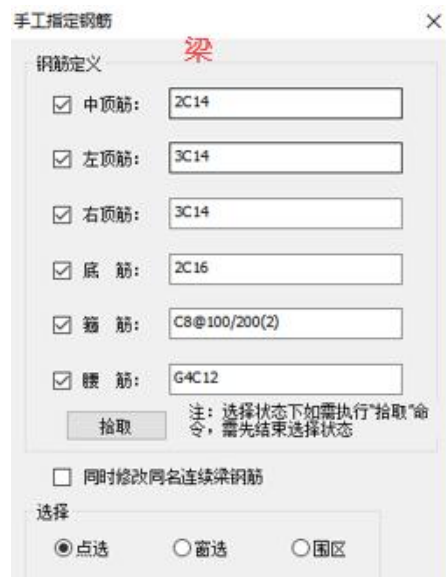 手工指定钢筋
梁
钢筋定义
中顶筋： 2C14
左顶筋： 3C14
右顶筋： 3C14
底 筋： 2C16
箍 筋： C8@100/200(2)
腰 筋： G4C12
拾取
注：选择状态下如需执行"拾取"命
令，需先结束选择状态
同时修改同名连续梁钢筋
选择
点选 窗选 围区